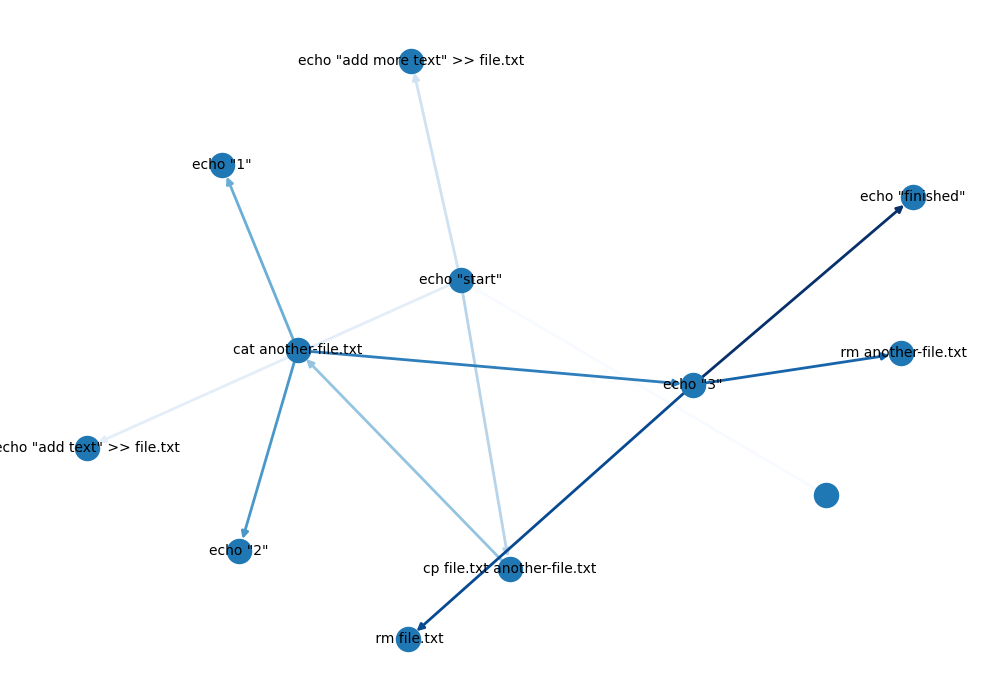 echo "add more text" >> file.txt
echo "1"
echo "finished"
echo "start"
cat another-file.txt
rm another-file.txt
echo "3"
echo "add text" >> file.txt
echo "2"
cp file.txt another-file.txt
rm file.txt